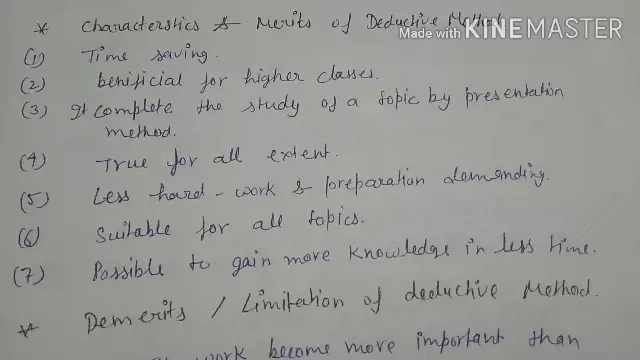 * Characterstics & Merits of Deductive Method
Made with KINEMASTER
(1) Time saving.
(2) benificial for higher classes.
(3) It complete the study of a topic by presentation
method.
(4) True for all extent.
(5) Less hard-work & preparation demanding.
(6) Suitable for all topics.
(7) Possible to gain more knowledge in less time.
* Demerits / Limitation of deductive Method.
work become more important than